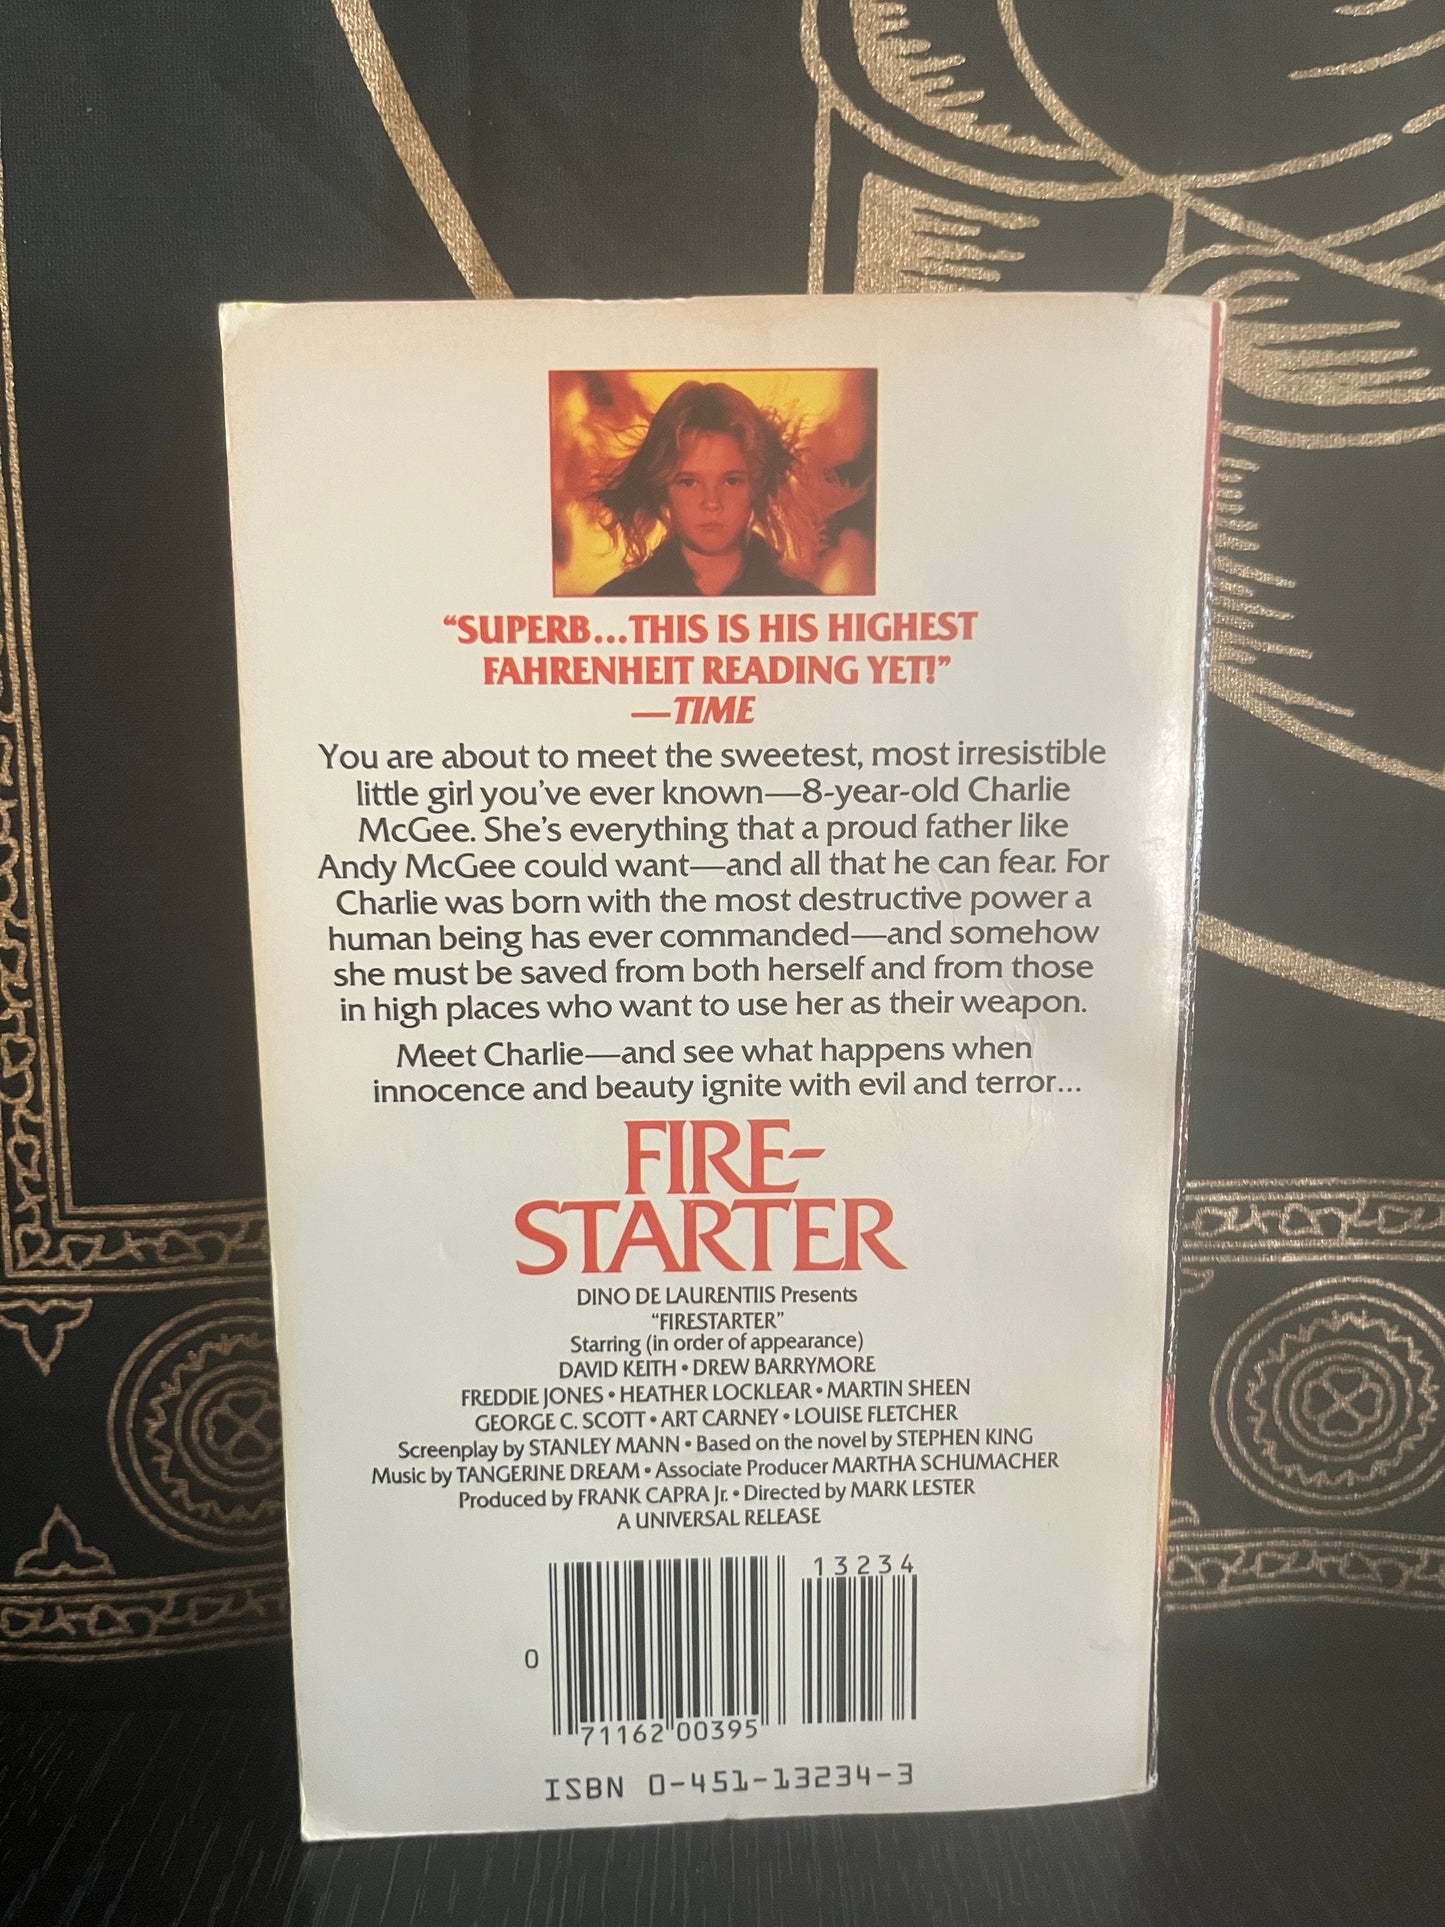 “SUPERB...THIS IS HIS HIGHEST
FAHRENHEIT READING YET!”
—TIME
You are about to meet the sweetest, most irresistible
little girl you've ever known—8-year-old Charlie
McGee. She's everything that a proud father like
Andy McGee could want—and all that he can fear. For
Charlie was born with the most destructive power a
human being has ever commanded—and somehow
she must be saved from both herself and from those
in high places who want to use her as their weapon.
Meet Charlie—and see what happens when
innocence and beauty ignite with evil and terror...
FIRE-
STARTER
DINO DE LAURENTIIS Presents
“FIRESTARTER”
Starring (in order of appearance)
DAVID KEITH • DREW BARRYMORE
FREDDIE JONES • HEATHER LOCKLEAR • MARTIN SHEEN
GEORGE C. SCOTT • ART CARNEY • LOUISE FLETCHER
Screenplay by STANLEY MANN • Based on the novel by STEPHEN KING
Music by TANGERINE DREAM • Associate Producer MARTHA SCHUMACHER
Produced by FRANK CAPRA Jr. • Directed by MARK LESTER
A UNIVERSAL RELEASE
13234
0
71162 00395
ISBN 0-451-13234-3